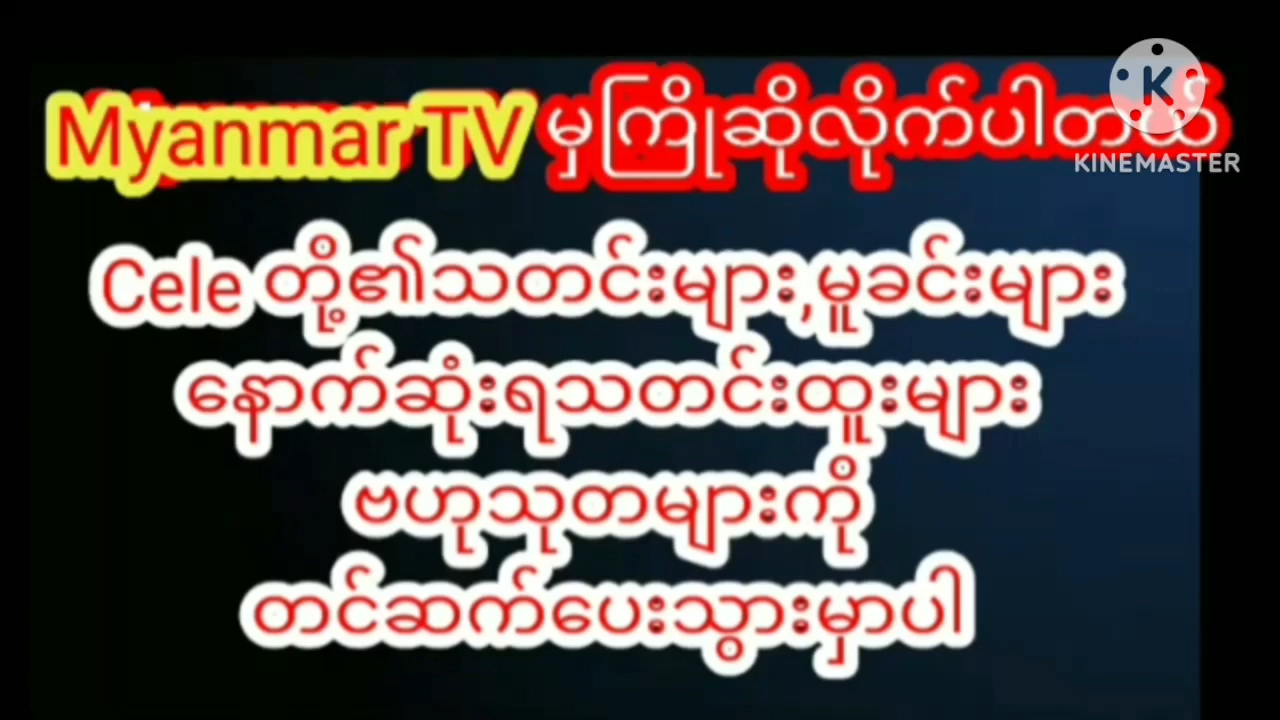 Myanmar TV မှကြိုဆိုလိုက်ပါတယ်
K
KINEMASTER
Cele တို့၏သတင်းများ,မူခင်းများ
နောက်ဆုံးရသတင်းထူးများ
ဗဟုသုတများကို
တင်ဆက်ပေးသွားမှာပါ